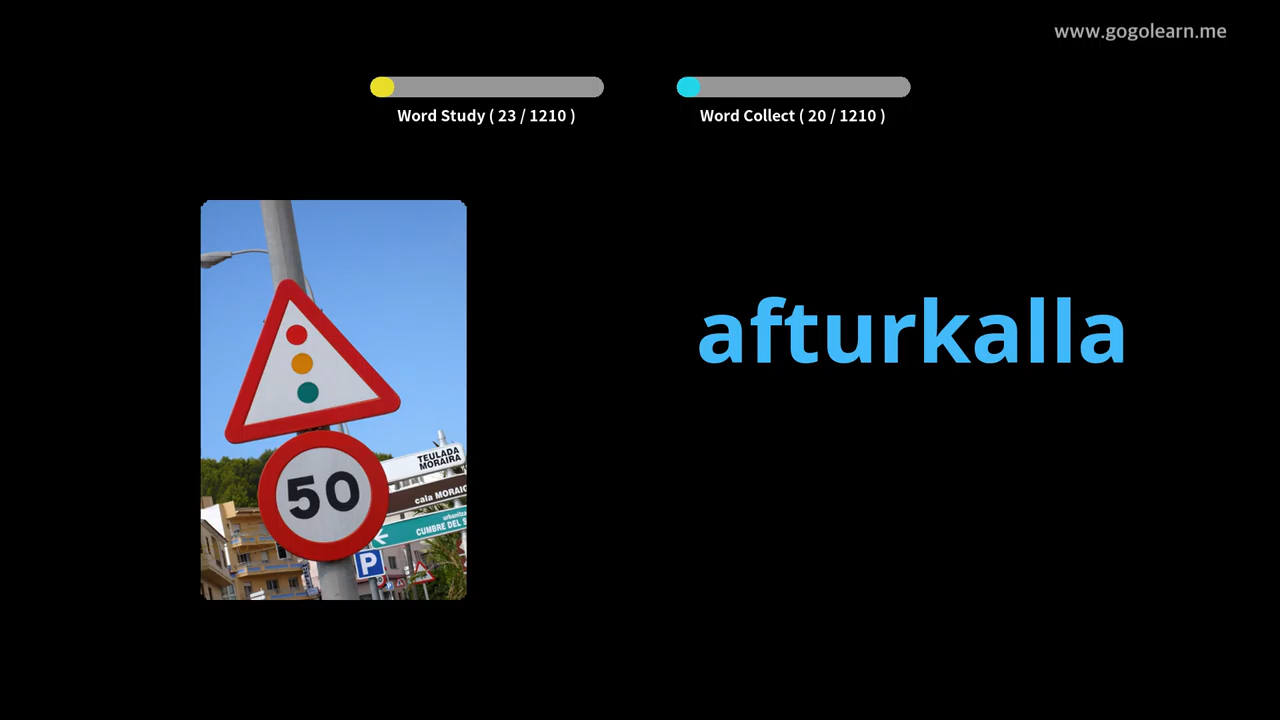 www.gogolearn.me
Word Study ( 23 / 1210 )
Word Collect ( 20 / 1210 )
afturkalla
50
TEULADA
MORAIRA
cala MORAIG
CUMBRE DEL S
P